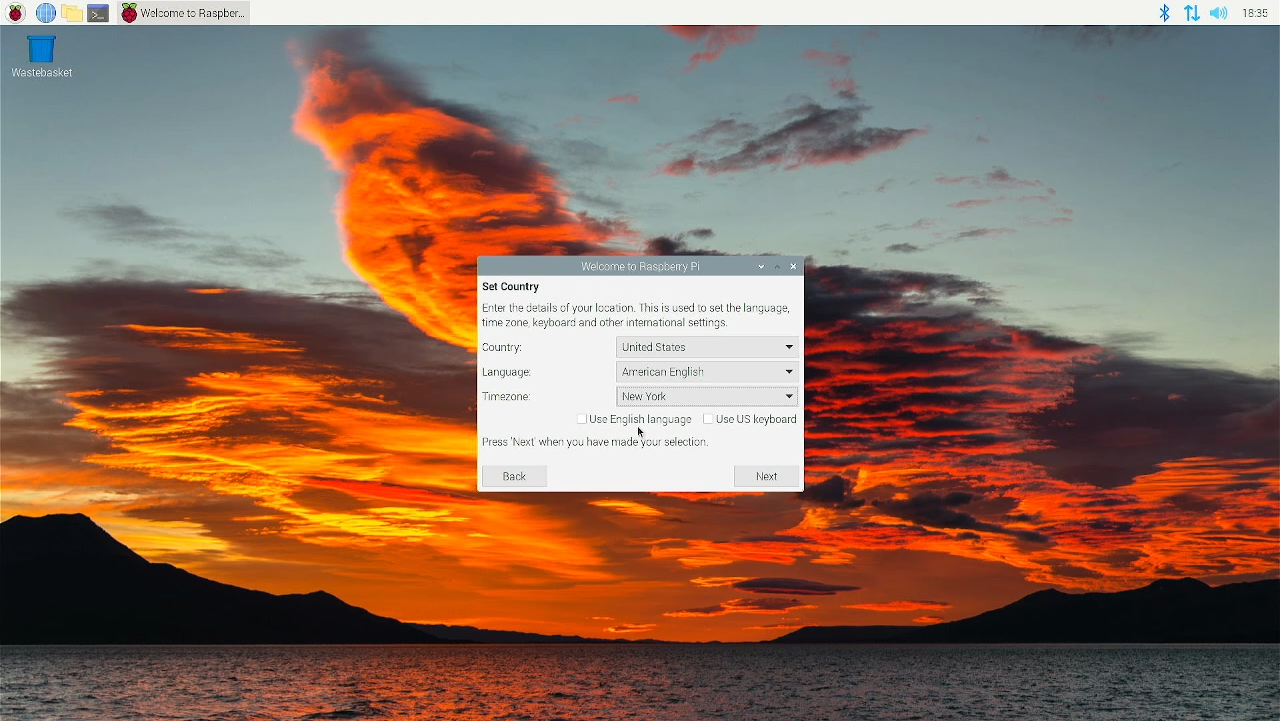 Welcome to Raspber...
18:35
Wastebasket
Welcome to Raspberry Pi
Set Country
Enter the details of your location. This is used to set the language,
time zone, keyboard and other international settings.
Country: United States
Language: American English
Timezone: New York
Use English language Use US keyboard
Press 'Next' when you have made your selection.
Back Next